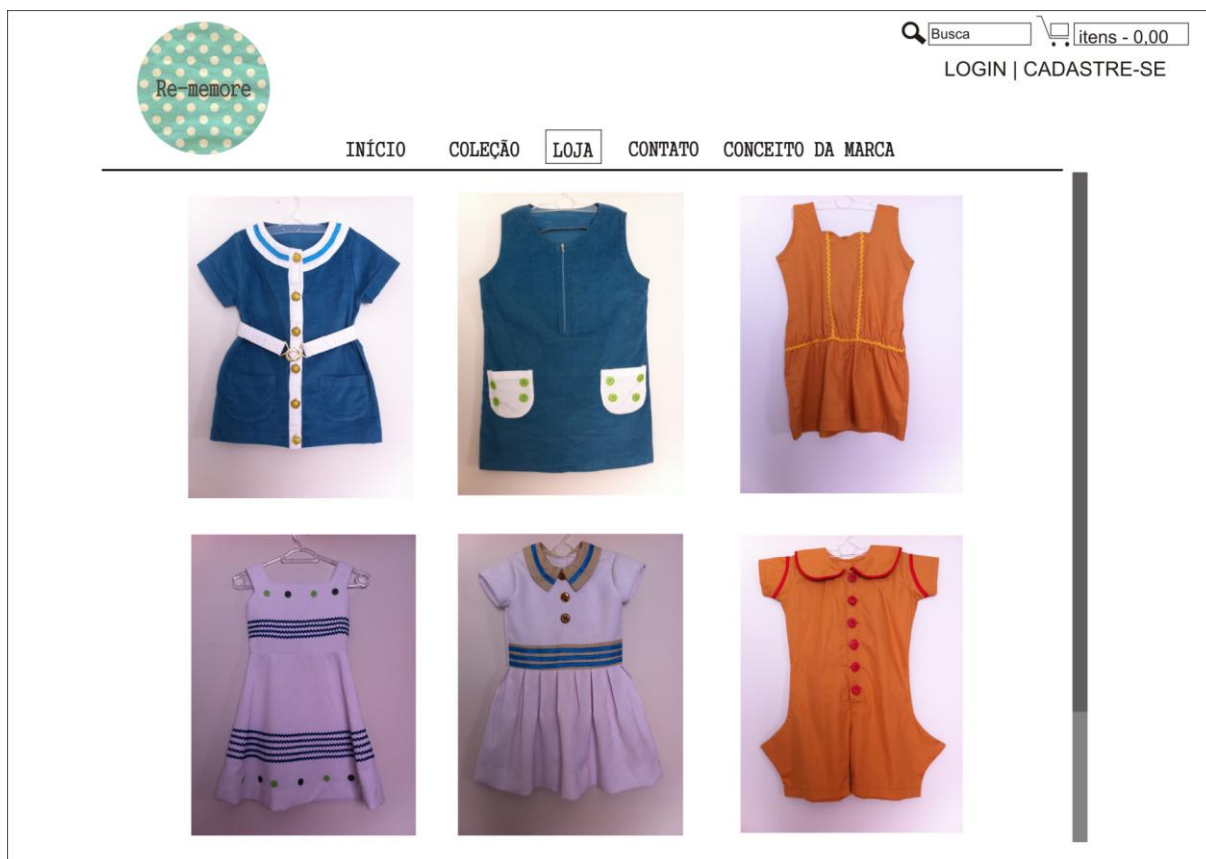 Re-memore
Busca
itens - 0,00
LOGIN | CADASTRE-SE
INÍCIO COLEÇÃO LOJA CONTATO CONCEITO DA MARCA